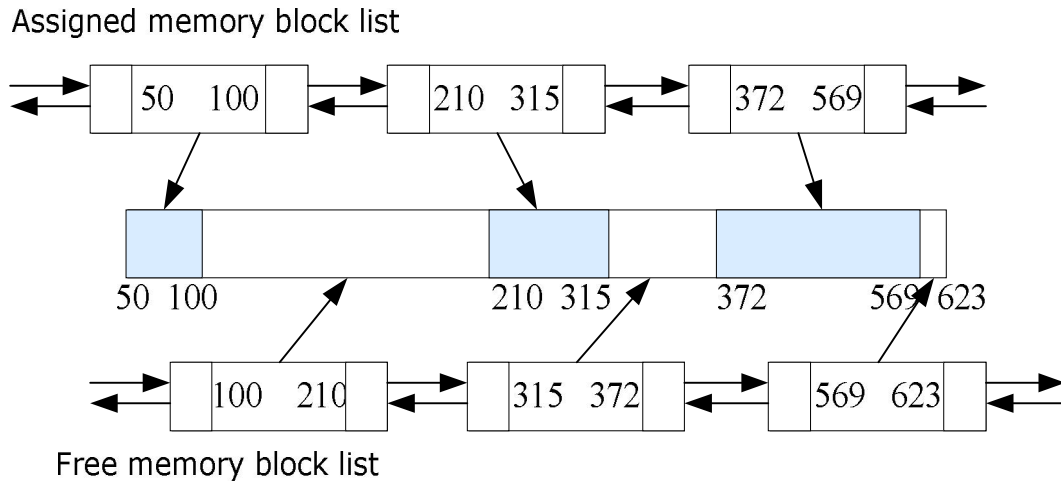 Assigned memory block list
50 100 210 315 372 569
50 100 210 315 372 569 623
100 210 315 372 569 623
Free memory block list